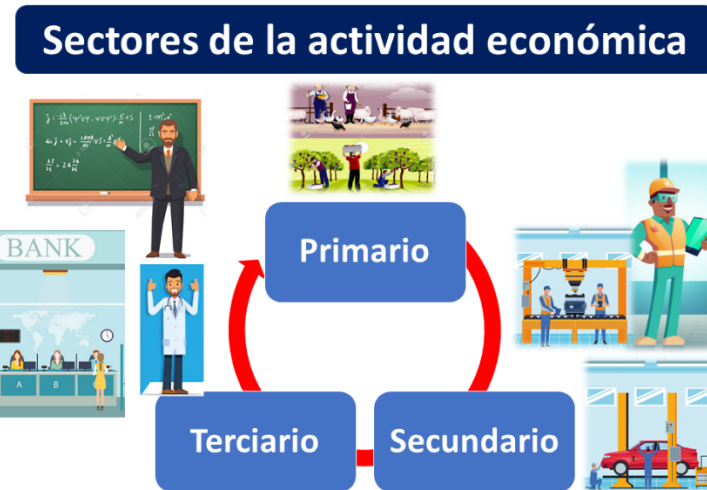 Sectores de la actividad económica
BANK
A B
Primario
Terciario
Secundario